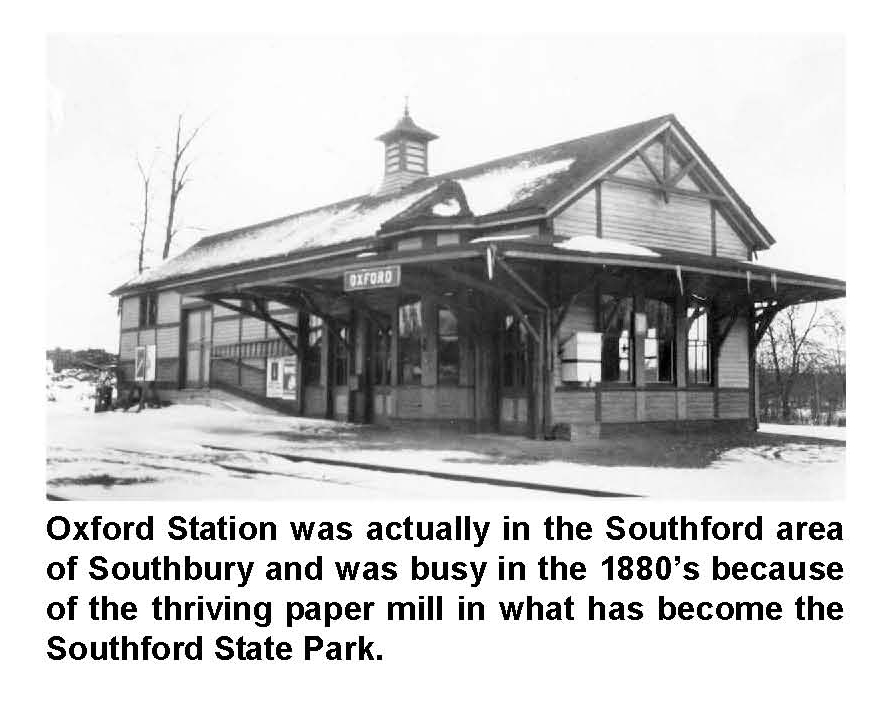 OXFORD
Oxford Station was actually in the Southford area
of Southbury and was busy in the 1880’s because
of the thriving paper mill in what has become the
Southford State Park.